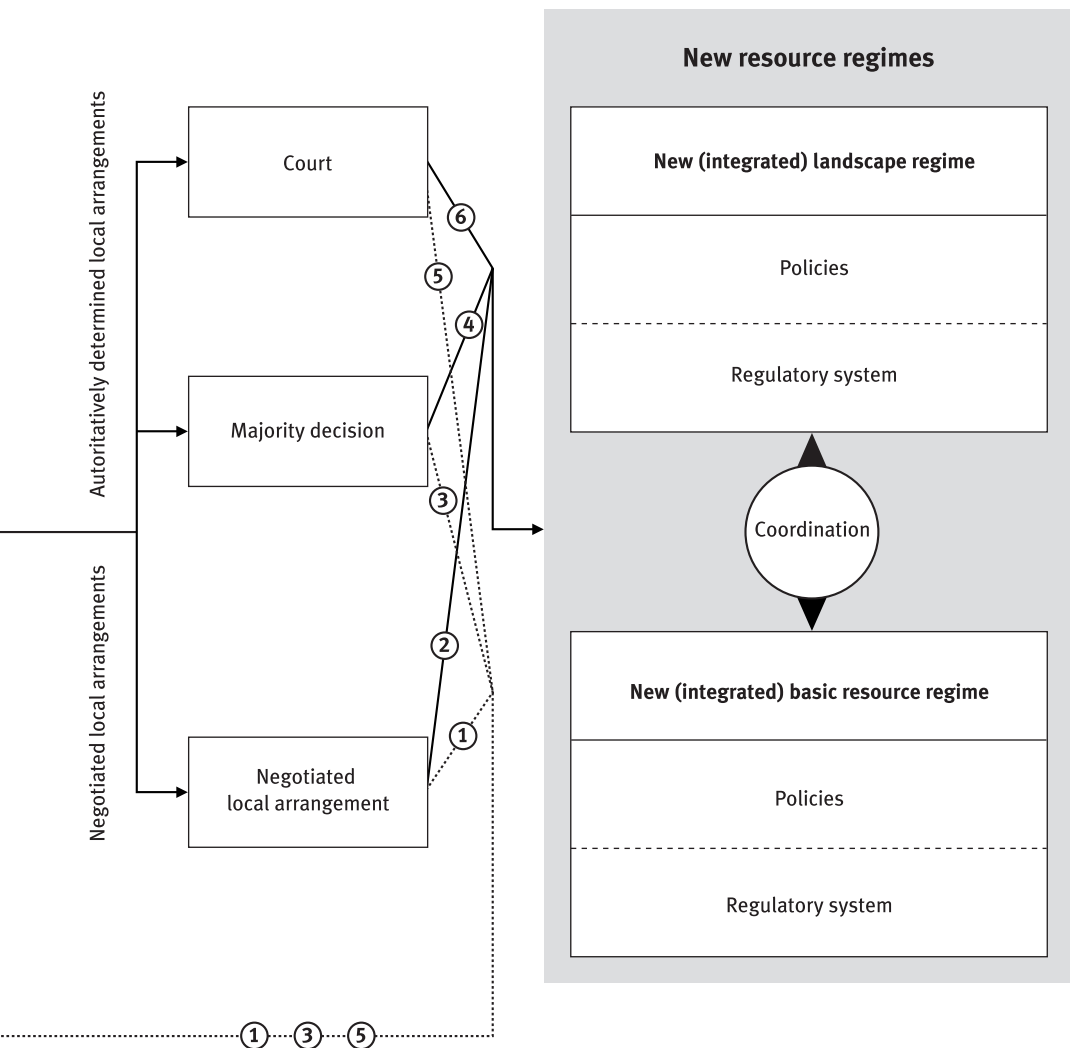 New resource regimes
Autoritatively determined local arrangements
Negotiated local arrangements
Court
Majority decision
Negotiated
local arrangement
6
5
4
3
2
1
1
3
5
New (integrated) landscape regime
Policies
Regulatory system
Coordination
New (integrated) basic resource regime
Policies
Regulatory system